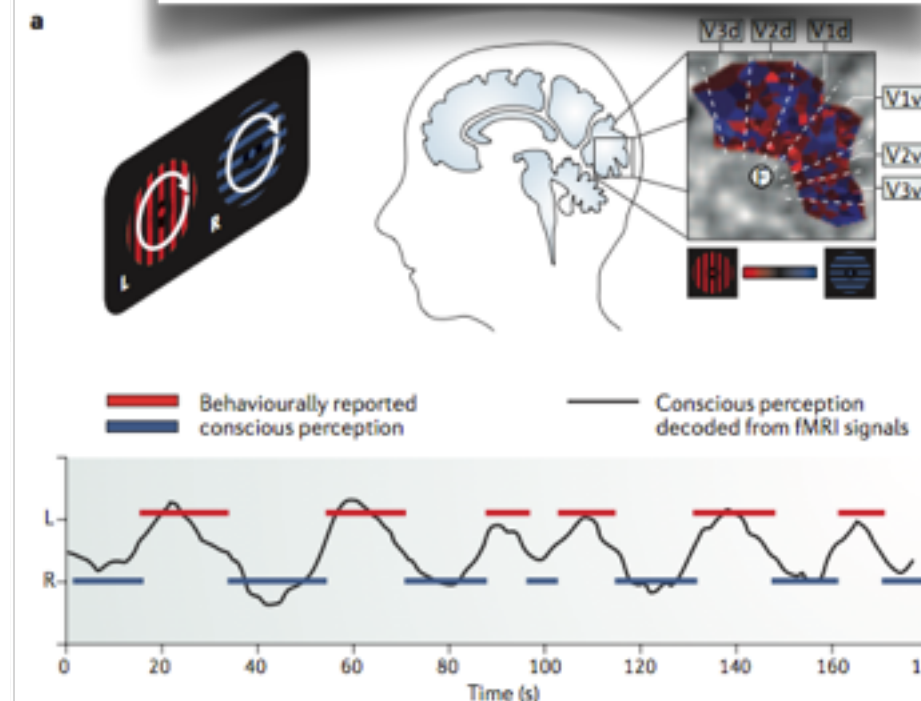 a
V3d V2d V1d
V1v
V2v
V3v
F
L R
Behaviourally reported
conscious perception
Conscious perception
decoded from fMRI signals
L
R
0 20 40 60 80 100 120 140 160
Time (s)